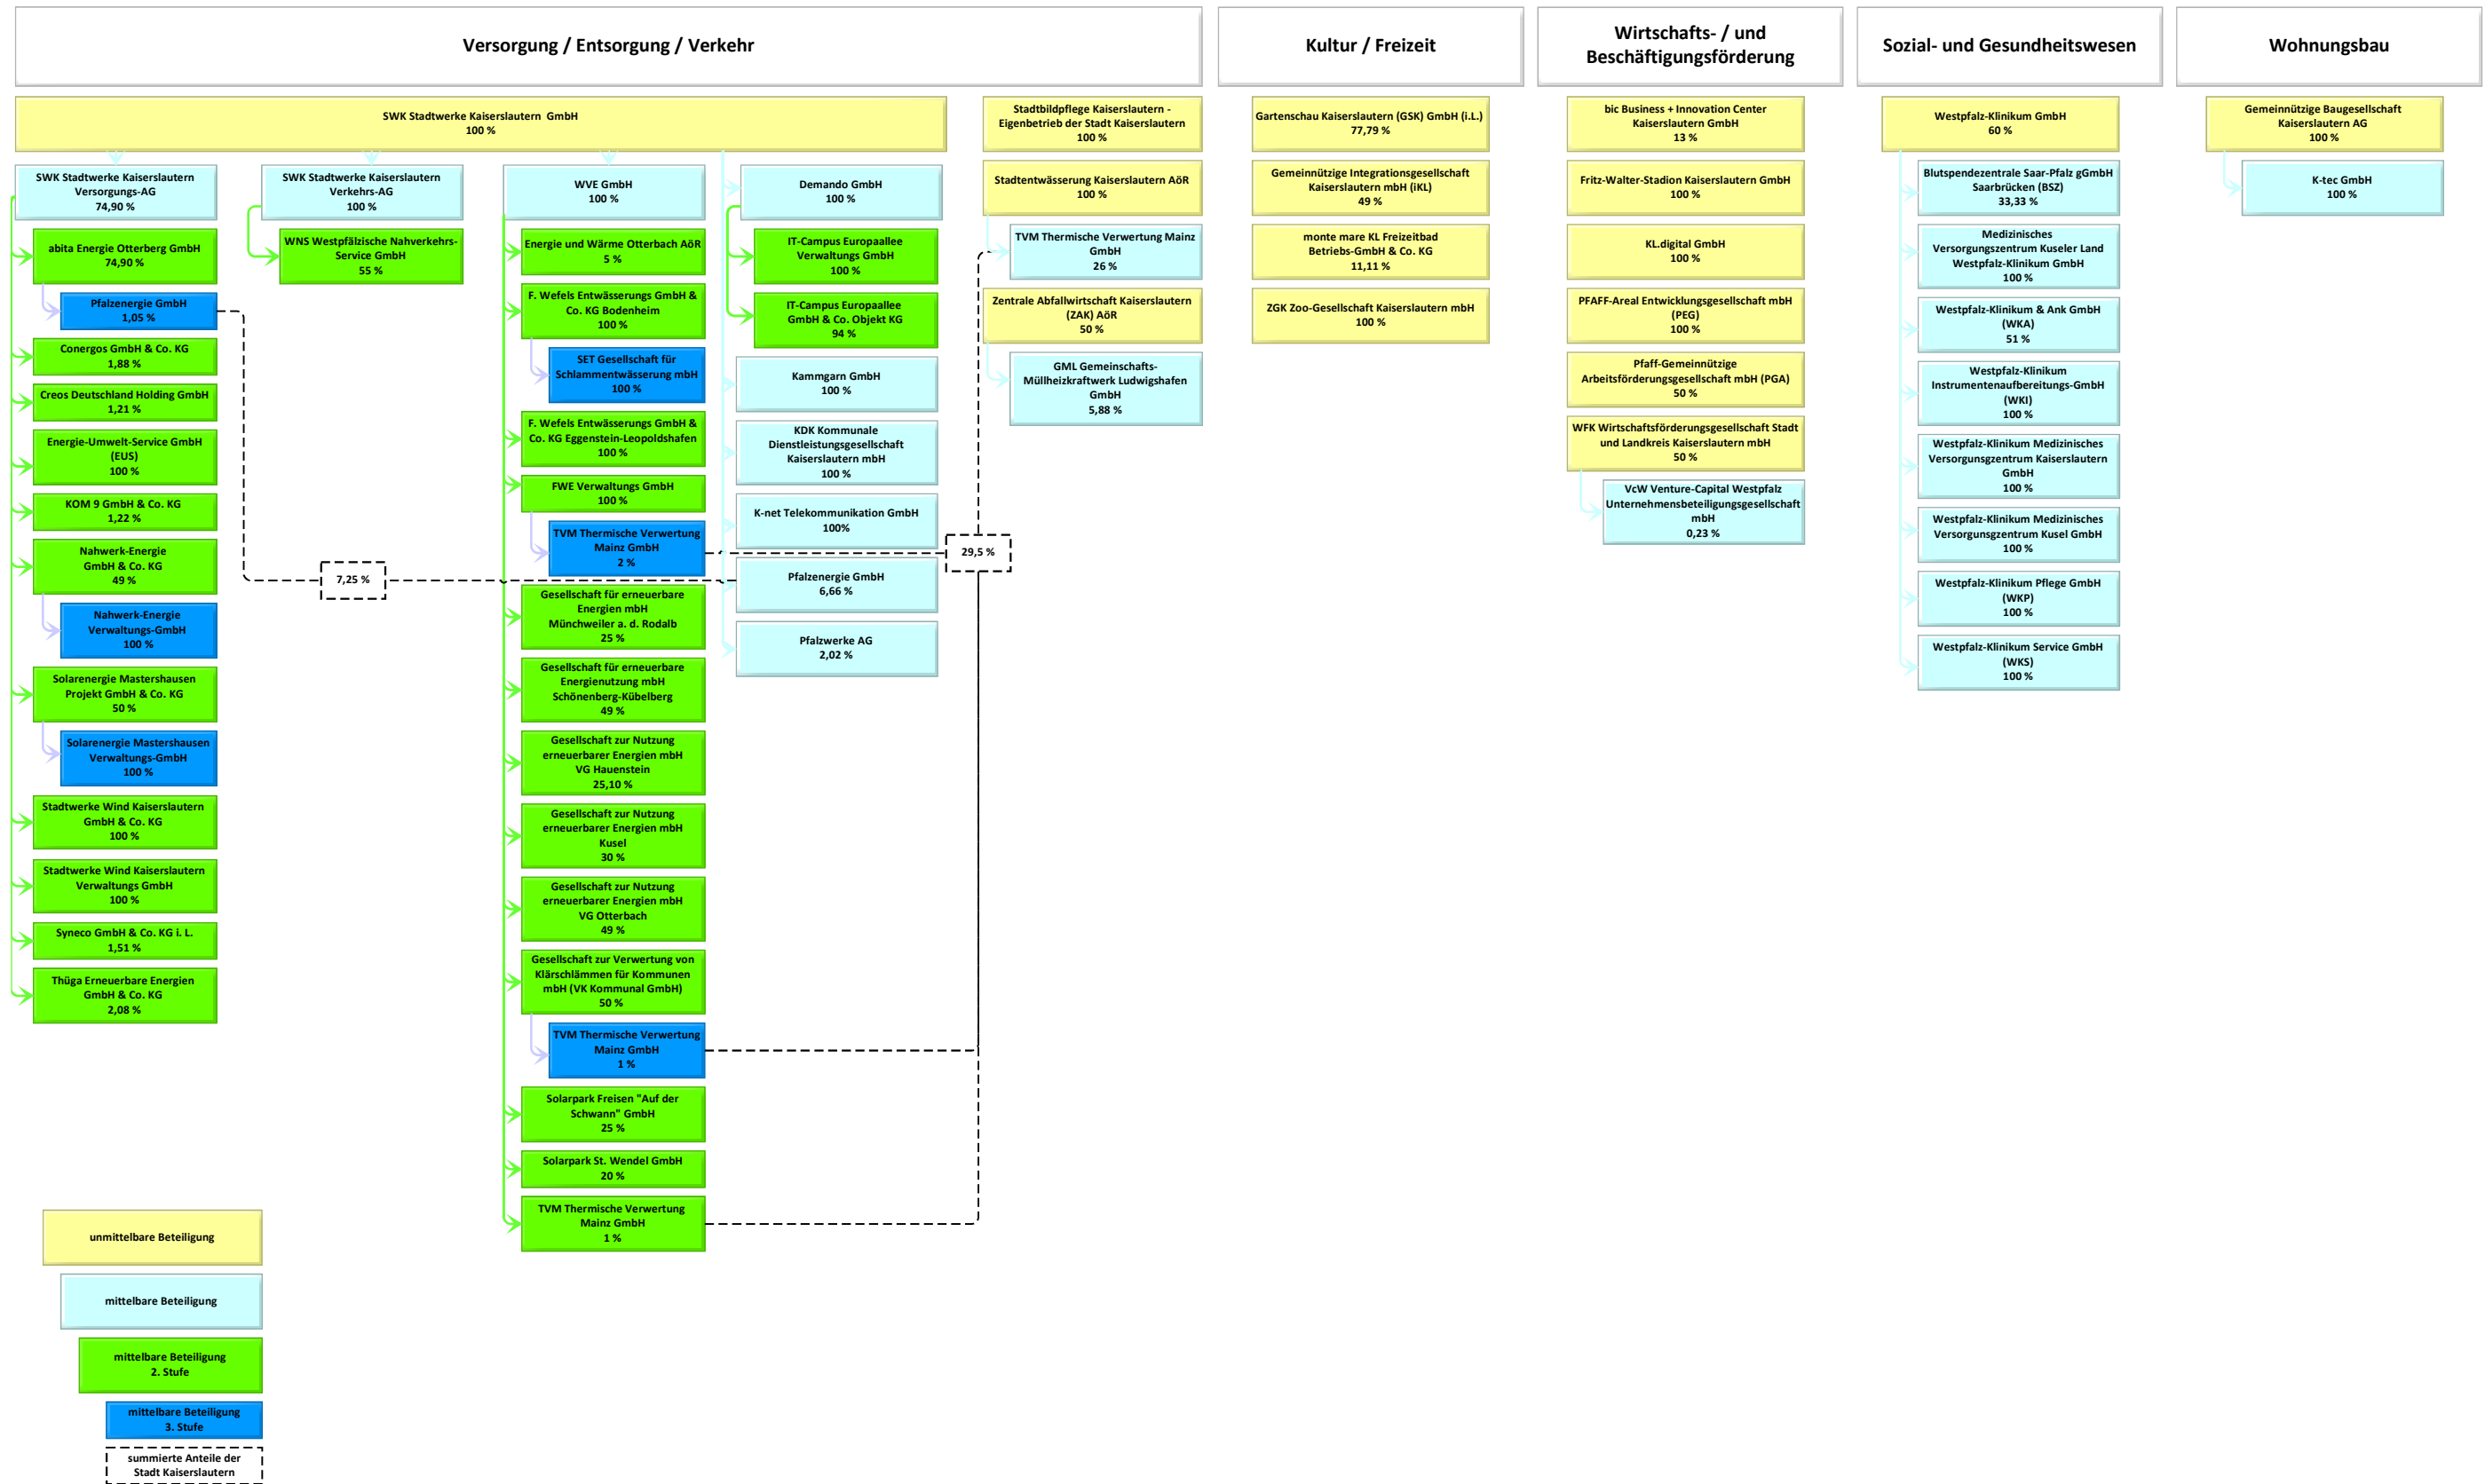 Versorgung / Entsorgung / Verkehr
Kultur / Freizeit
Wirtschafts- / und
Beschäftigungsförderung
Sozial- und Gesundheitswesen
Wohnungsbau
SWK Stadtwerke Kaiserslautern GmbH
100 %
SWK Stadtwerke Kaiserslautern
Versorgungs-AG
74,90 %
abita Energie Otterberg GmbH
74,90 %
Pfalzenergie GmbH
1,05 %
Conergos GmbH & Co. KG
1,88 %
Creos Deutschland Holding GmbH
1,21 %
Energie-Umwelt-Service GmbH
(EUS)
100 %
KOM 9 GmbH & Co. KG
1,22 %
Nahwerk-Energie
GmbH & Co. KG
49 %
Nahwerk-Energie
Verwaltungs-GmbH
100 %
Solarenergie Mastershausen
Projekt GmbH & Co. KG
50 %
Solarenergie Mastershausen
Verwaltungs-GmbH
100 %
Stadtwerke Wind Kaiserslautern
GmbH & Co. KG
100 %
Stadtwerke Wind Kaiserslautern
Verwaltungs GmbH
100 %
Syneco GmbH & Co. KG i. L.
1,51 %
Thüga Erneuerbare Energien
GmbH & Co. KG
2,08 %
SWK Stadtwerke Kaiserslautern
Verkehrs-AG
100 %
WNS Westpfälzische Nahverkehrs-
Service GmbH
55 %
7,25 %
WVE GmbH
100 %
Energie und Wärme Otterbach AöR
5 %
F. Wefels Entwässerungs GmbH &
Co. KG Bodenheim
100 %
SET Gesellschaft für
Schlammentwässerung mbH
100 %
F. Wefels Entwässerungs GmbH &
Co. KG Eggenstein-Leopoldshafen
100 %
FWE Verwaltungs GmbH
100 %
TVM Thermische Verwertung
Mainz GmbH
2 %
Gesellschaft für erneuerbare
Energien mbH
Münchweiler a. d. Rodalb
25 %
Gesellschaft für erneuerbare
Energienutzung mbH
Schönenberg-Kübelberg
49 %
Gesellschaft zur Nutzung
erneuerbarer Energien mbH
VG Hauenstein
25,10 %
Gesellschaft zur Nutzung
erneuerbarer Energien mbH
Kusel
30 %
Gesellschaft zur Nutzung
erneuerbarer Energien mbH
VG Otterbach
49 %
Gesellschaft zur Verwertung von
Klärschlämmen für Kommunen
mbH (VK Kommunal GmbH)
50 %
TVM Thermische Verwertung
Mainz GmbH
1 %
Solarpark Freisen "Auf der
Schwann" GmbH
25 %
Solarpark St. Wendel GmbH
20 %
TVM Thermische Verwertung
Mainz GmbH
1 %
Demando GmbH
100 %
IT-Campus Europaallee
Verwaltungs GmbH
100 %
IT-Campus Europaallee
GmbH & Co. Objekt KG
94 %
Kammgarn GmbH
100 %
KDK Kommunale
Dienstleistungsgesellschaft
Kaiserslautern mbH
100 %
K-net Telekommunikation GmbH
100%
Pfalzenergie GmbH
6,66 %
Pfalzwerke AG
2,02 %
29,5 %
Stadtbildpflege Kaiserslautern -
Eigenbetrieb der Stadt Kaiserslautern
100 %
Stadtentwässerung Kaiserslautern AöR
100 %
TVM Thermische Verwertung Mainz
GmbH
26 %
Zentrale Abfallwirtschaft Kaiserslautern
(ZAK) AöR
50 %
GML Gemeinschafts-
Müllheizkraftwerk Ludwigshafen
GmbH
5,88 %
Gartenschau Kaiserslautern (GSK) GmbH (i.L.)
77,79 %
Gemeinnützige Integrationsgesellschaft
Kaiserslautern mbH (iKL)
49 %
monte mare KL Freizeitbad
Betriebs-GmbH & Co. KG
11,11 %
ZGK Zoo-Gesellschaft Kaiserslautern mbH
100 %
bic Business + Innovation Center
Kaiserslautern GmbH
13 %
Fritz-Walter-Stadion Kaiserslautern GmbH
100 %
KL.digital GmbH
100 %
PFAFF-Areal Entwicklungsgesellschaft mbH
(PEG)
100 %
Pfaff-Gemeinnützige
Arbeitsförderungsgesellschaft mbH (PGA)
50 %
WFK Wirtschaftsförderungsgesellschaft Stadt
und Landkreis Kaiserslautern mbH
50 %
VcW Venture-Capital Westpfalz
Unternehmensbeteiligungsgesellschaft
mbH
0,23 %
Westpfalz-Klinikum GmbH
60 %
Blutspendezentrale Saar-Pfalz gGmbH
Saarbrücken (BSZ)
33,33 %
Medizinisches
Versorgungszentrum Kuseler Land
Westpfalz-Klinikum GmbH
100 %
Westpfalz-Klinikum & Ank GmbH
(WKA)
51 %
Westpfalz-Klinikum
Instrumentenaufbereitungs-GmbH
(WKI)
100 %
Westpfalz-Klinikum Medizinisches
Versorgunsgzentrum Kaiserslautern
GmbH
100 %
Westpfalz-Klinikum Medizinisches
Versorgunsgzentrum Kusel GmbH
100 %
Westpfalz-Klinikum Pflege GmbH
(WKP)
100 %
Westpfalz-Klinikum Service GmbH
(WKS)
100 %
Gemeinnützige Baugesellschaft
Kaiserslautern AG
100 %
K-tec GmbH
100 %
unmittelbare Beteiligung
mittelbare Beteiligung
mittelbare Beteiligung
2. Stufe
mittelbare Beteiligung
3. Stufe
summierte Anteile der
Stadt Kaiserslautern